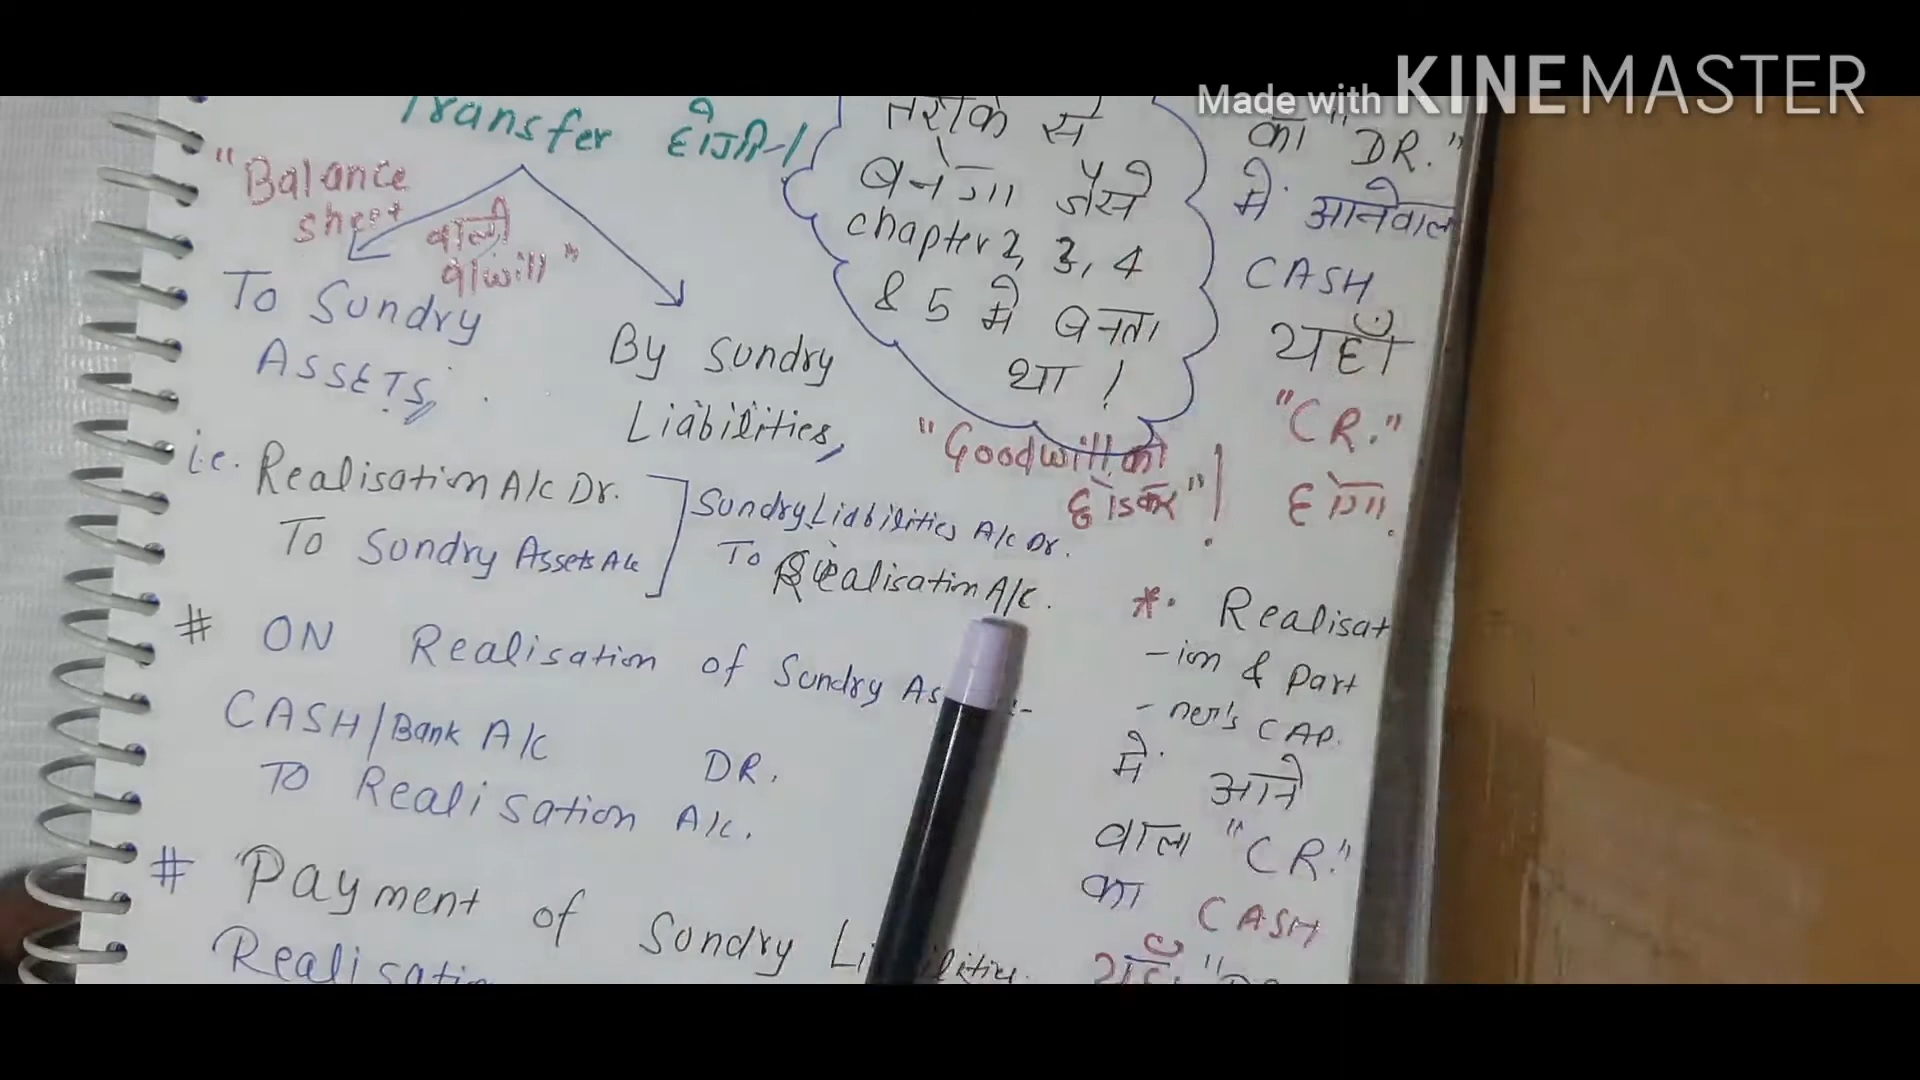 Made with KINEMASTER
Transfer होंगी-।
"Balance
sheet वाली
g/will"
To Sundry
ASSETS,
By Sundry
Liabilities,
तरीके से
बनेगा जैसे
chapter 2, 3, 4
& 5 में बनता
था !
"Goodwill को
छोड़कर" !
का "DR."
में आनेवाला
CASH
यहाँ
"CR."
होगा.
i.e. Realisation A/c Dr.
To Sundry Assets A/c
Sundry Liabilities A/c Dr.
To Realisation A/c.
# ON Realisation of Sundry As :-
CASH/Bank A/C DR.
To Realisation A/c.
# Payment of Sundry Liabilities.
Realisation
*. Realisat
-ion & Part
-ner's CAP.
में आने
वाला "CR."
का CASH